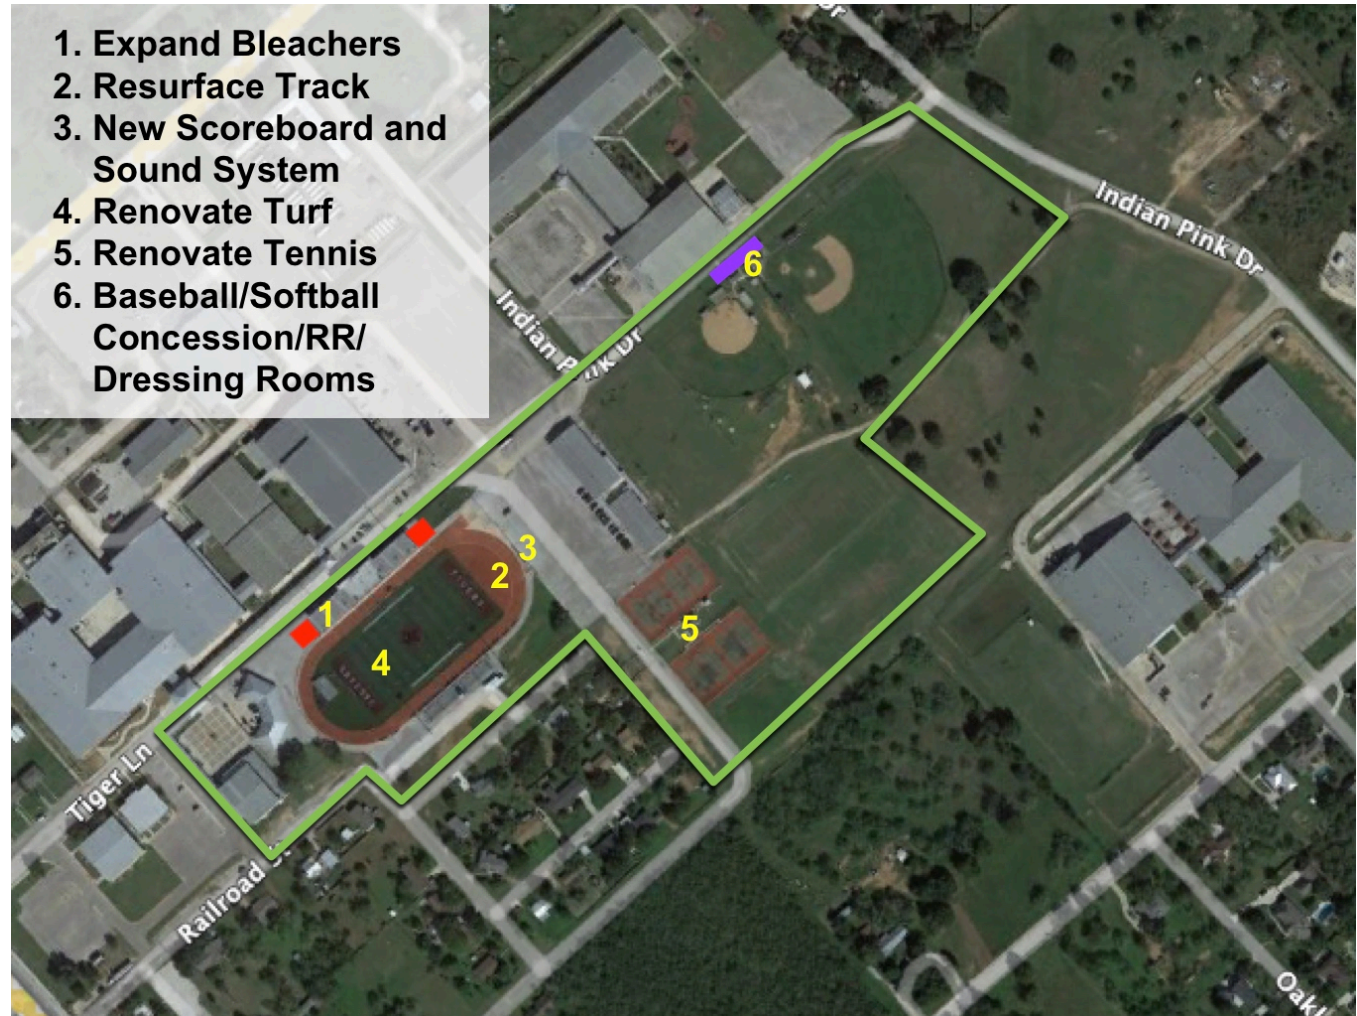 1. Expand Bleachers
2. Resurface Track
3. New Scoreboard and
Sound System
4. Renovate Turf
5. Renovate Tennis
6. Baseball/Softball
Concession/RR/
Dressing Rooms
Dr
Indian Pink Dr
6
Indian Pink Dr
3
2
1
5
4
Tiger Ln
Railroad